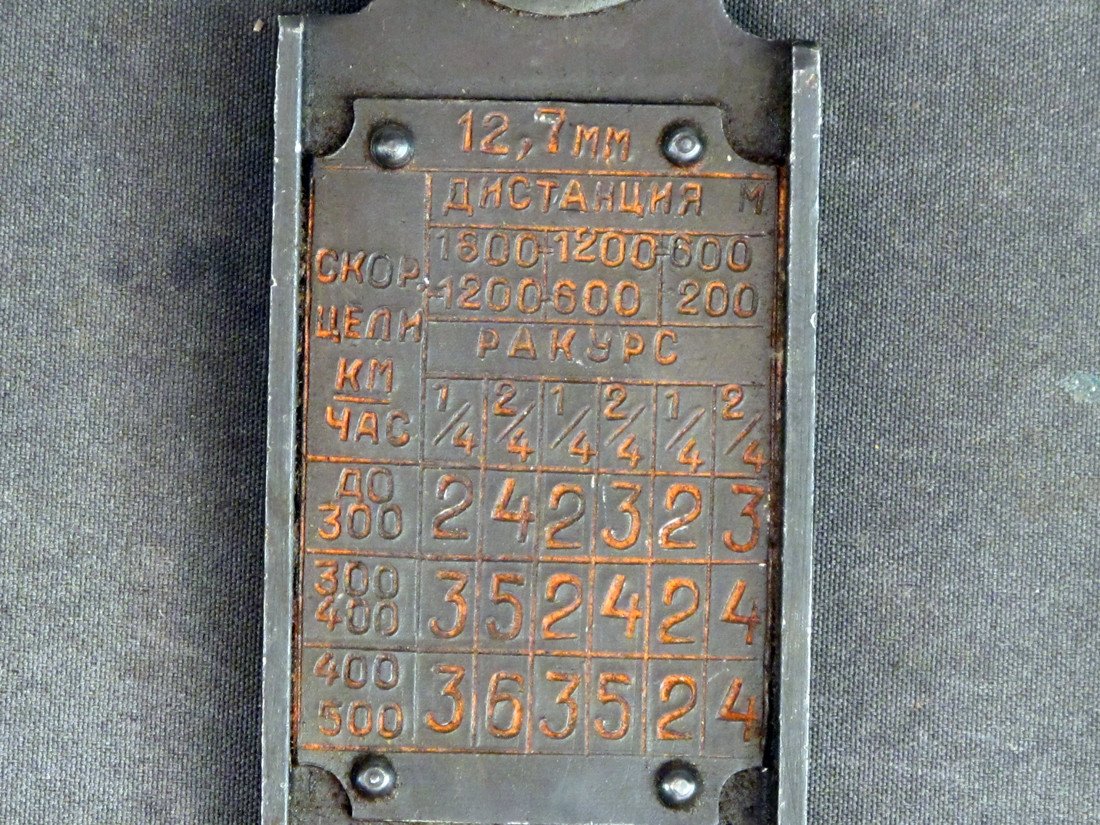 12,7мм
ДИСТАНЦИЯ М
СКОР. ЦЕЛИ КМ ЧАС
1800-1200-600
-1200-600-200
РАКУРС
1/4 2/4 1/4 2/4 1/4 2/4
ДО 300 2 4 2 3 2 3
300 400 3 5 2 4 2 4
400 500 3 6 3 5 2 4